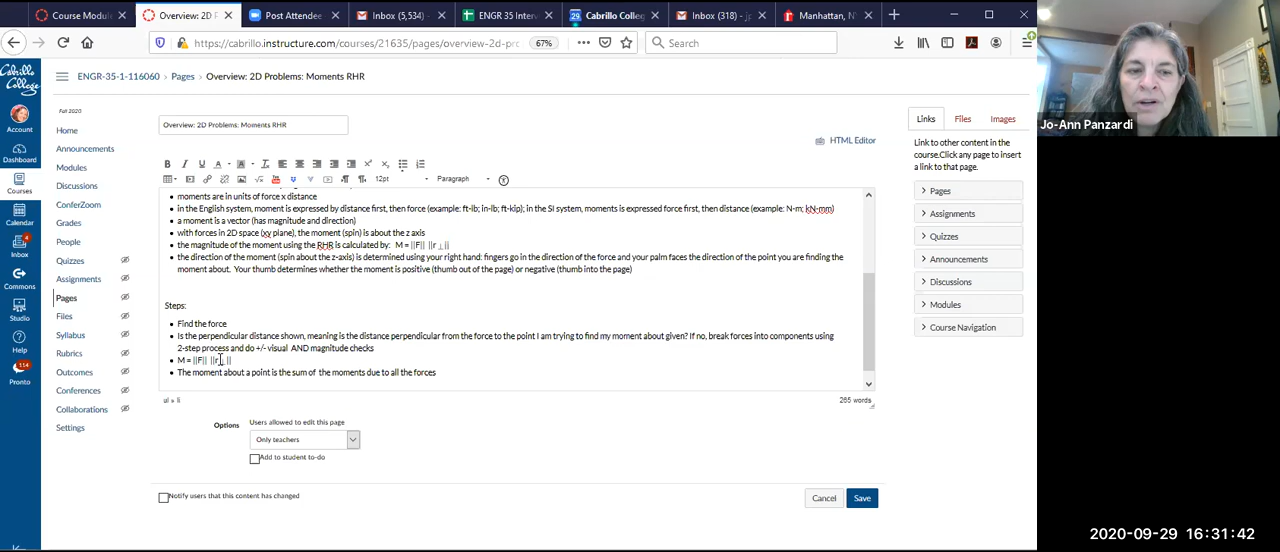 Course Modul
Overview: 2D P
Post Attendee
Inbox (5,534)
ENGR 35 Inter
Cabrillo Colleg
Inbox (318) - jp
Manhattan, NY
https://cabrillo.instructure.com/courses/21635/pages/overview-2d-pro
67%
Search
Cabrillo
College
Account
Dashboard
Courses
Calendar
4
Inbox
Commons
Studio
Help
114
Pronto
ENGR-35-1-116060
Pages
Overview: 2D Problems: Moments RHR
Fall 2020
Home
Announcements
Modules
Discussions
ConferZoom
Grades
People
Quizzes
Assignments
Pages
Files
Syllabus
Rubrics
Outcomes
Conferences
Collaborations
Settings
Overview: 2D Problems: Moments RHR
HTML Editor
12pt
Paragraph
moments are in units of force x distance
in the English system, moment is expressed by distance first, then force (example: ft-lb; in-lb; ft-kip); in the SI system, moments is expressed force first, then distance (example: N-m; kN-mm)
a moment is a vector (has magnitude and direction)
with forces in 2D space (xy plane), the moment (spin) is about the z axis
the magnitude of the moment using the RHR is calculated by: M = ||F|| ||r ⊥||
the direction of the moment (spin about the z-axis) is determined using your right hand: fingers go in the direction of the force and your palm faces the direction of the point you are finding the
moment about. Your thumb determines whether the moment is positive (thumb out of the page) or negative (thumb into the page)
Steps:
Find the force
Is the perpendicular distance shown, meaning is the distance perpendicular from the force to the point I am trying to find my moment about given? If no, break forces into components using
2-step process and do +/- visual AND magnitude checks
M = ||F|| ||r⊥ ||
The moment about a point is the sum of the moments due to all the forces
ul » li
265 words
Options
Users allowed to edit this page
Only teachers
Add to student to-do
Notify users that this content has changed
Cancel
Save
Links
Files
Images
Link to other content in the
course.Click any page to insert
a link to that page.
Pages
Assignments
Quizzes
Announcements
Discussions
Modules
Course Navigation
Jo-Ann Panzardi
2020-09-29 16:31:42